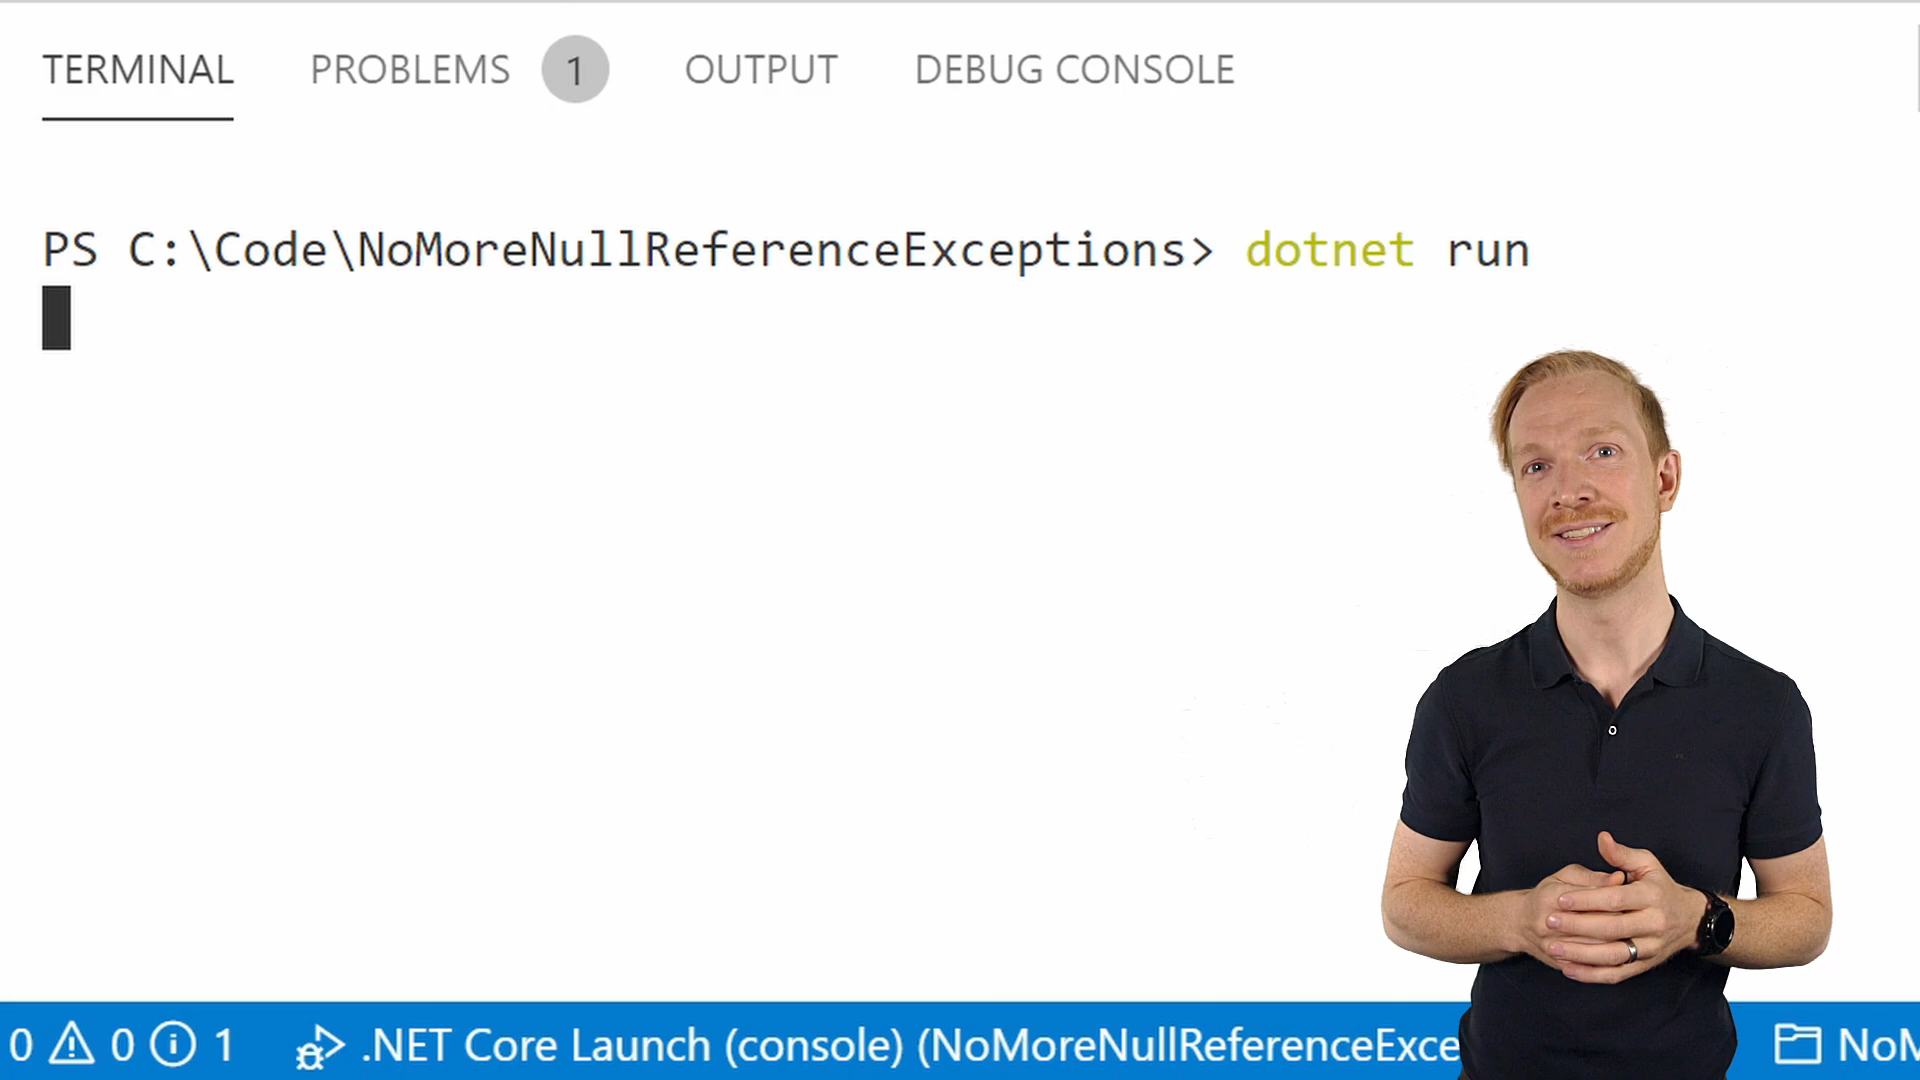 TERMINAL PROBLEMS 1 OUTPUT DEBUG CONSOLE
PS C:\Code\NoMoreNullReferenceExceptions> dotnet run
0 0 1 .NET Core Launch (console) (NoMoreNullReferenceExce NoM